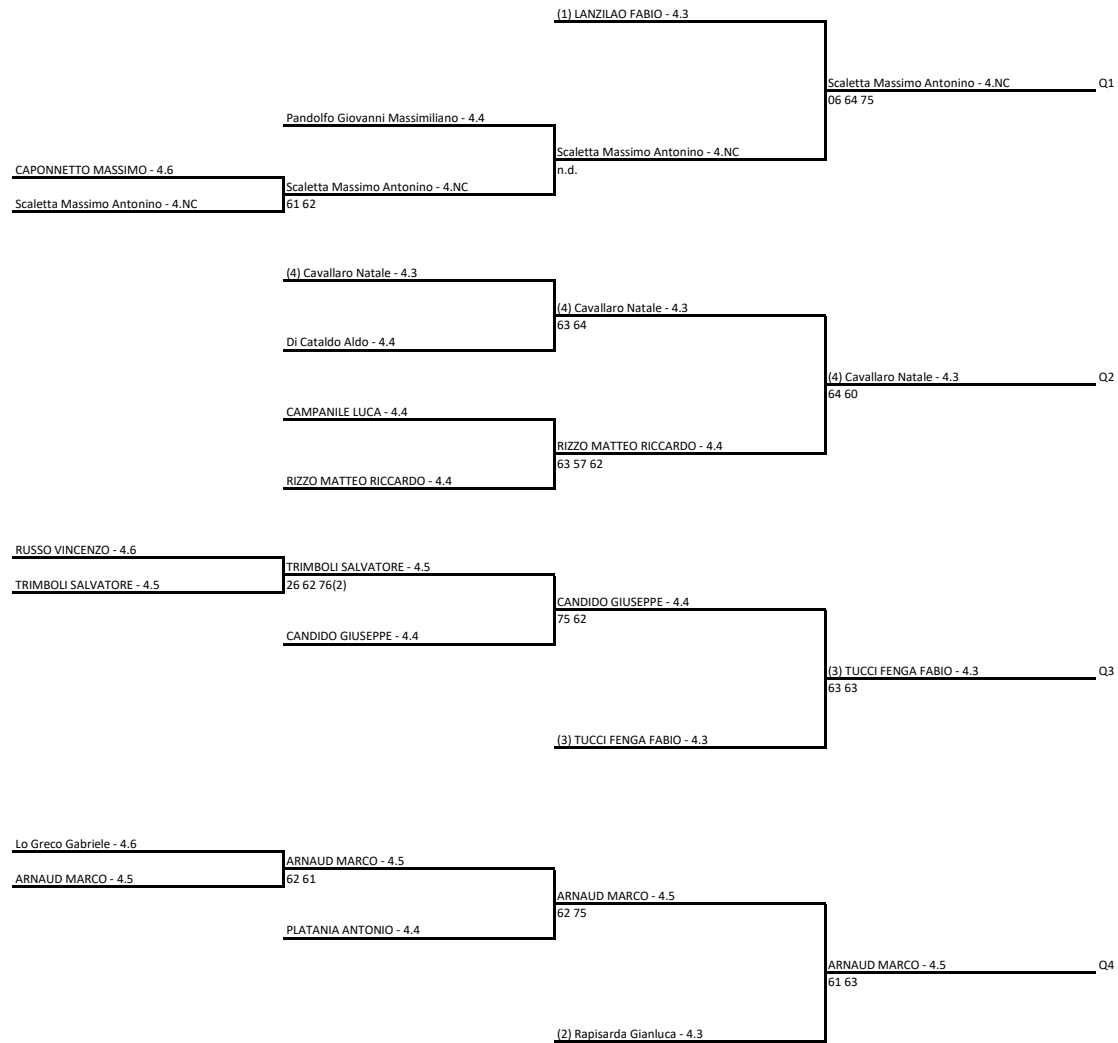 (1) LANZILAO FABIO - 4.3
Scaletta Massimo Antonino - 4.NC
Q1
06 64 75
Pandolfo Giovanni Massimiliano - 4.4
Scaletta Massimo Antonino - 4.NC
n.d.
CAPONNETTO MASSIMO - 4.6
Scaletta Massimo Antonino - 4.NC
61 62
Scaletta Massimo Antonino - 4.NC
(4) Cavallaro Natale - 4.3
(4) Cavallaro Natale - 4.3
63 64
Di Cataldo Aldo - 4.4
(4) Cavallaro Natale - 4.3
Q2
64 60
CAMPANILE LUCA - 4.4
RIZZO MATTEO RICCARDO - 4.4
63 57 62
RIZZO MATTEO RICCARDO - 4.4
RUSSO VINCENZO - 4.6
TRIMBOLI SALVATORE - 4.5
26 62 76(2)
TRIMBOLI SALVATORE - 4.5
CANDIDO GIUSEPPE - 4.4
75 62
CANDIDO GIUSEPPE - 4.4
(3) TUCCI FENGA FABIO - 4.3
Q3
63 63
(3) TUCCI FENGA FABIO - 4.3
Lo Greco Gabriele - 4.6
ARNAUD MARCO - 4.5
62 61
ARNAUD MARCO - 4.5
ARNAUD MARCO - 4.5
62 75
PLATANIA ANTONIO - 4.4
ARNAUD MARCO - 4.5
Q4
61 63
(2) Rapisarda Gianluca - 4.3